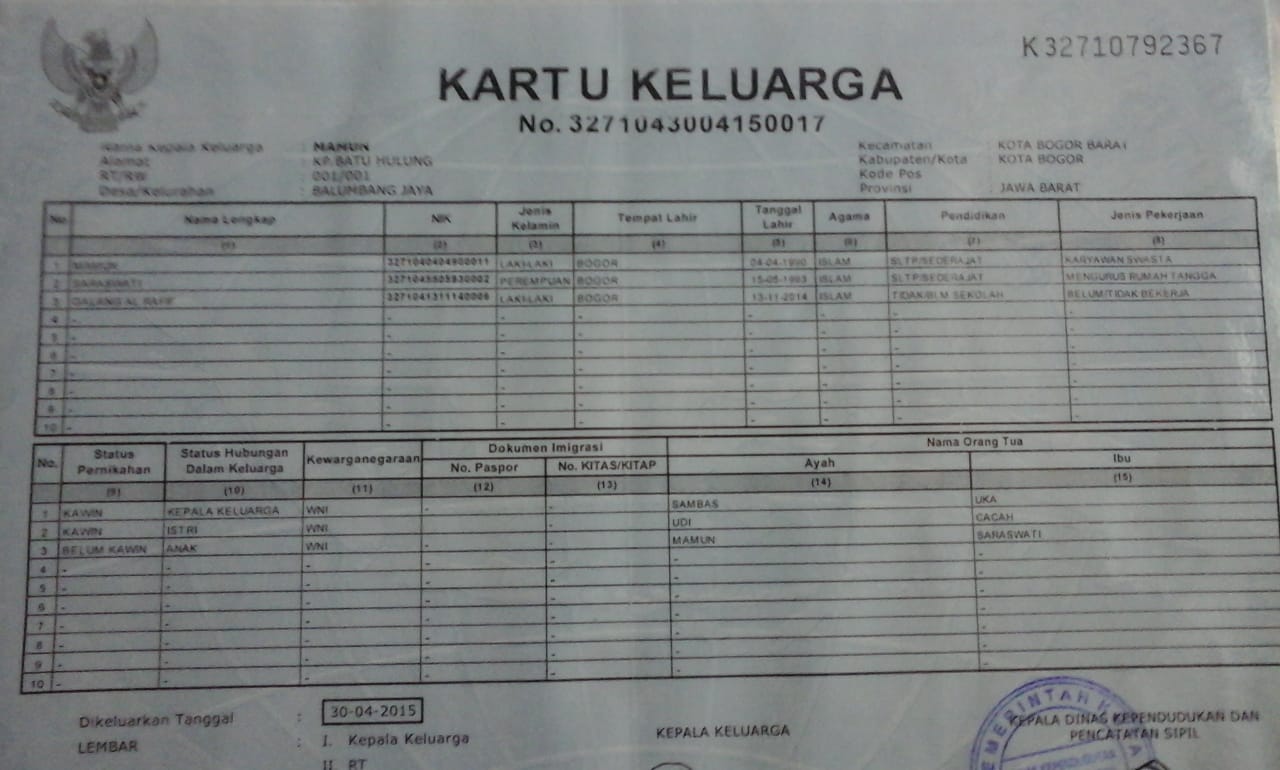 K32710792367
KARTU KELUARGA
No. 3271043004150017
Nama Kepala Keluarga : MAMUN
Alamat : KP.BATU HULUNG
RT/RW : 001/001
Desa/Kelurahan : BALUMBANG JAYA
Kecamatan : KOTA BOGOR BARAT
Kabupaten/Kota : KOTA BOGOR
Kode Pos :
Provinsi : JAWA BARAT
No Nama Lengkap NIK Jenis Kelamin Tempat Lahir Tanggal Lahir Agama Pendidikan Jenis Pekerjaan
(1) (2) (3) (4) (5) (6) (7) (8)
1 MAMUN 3271040404900011 LAKI-LAKI BOGOR 04-04-1990 ISLAM SLTP/SEDERAJAT KARYAWAN SWASTA
2 SARASWATI PEREMPUAN BOGOR 15-05-1993 ISLAM SLTP/SEDERAJAT MENGURUS RUMAH TANGGA
3 GALANG AL RAFIF 3271041311140006 LAKI-LAKI BOGOR 13-11-2014 ISLAM TIDAK/BLM SEKOLAH BELUM/TIDAK BEKERJA
4 - - - - - - - -
5 - - - - - - - -
6 - - - - - - - -
7 - - - - - - - -
8 - - - - - - - -
9 - - - - - - - -
10 - - - - - - - -
No. Status Pernikahan Status Hubungan Dalam Keluarga Kewarganegaraan Dokumen Imigrasi Nama Orang Tua
No. Paspor No. KITAS/KITAP Ayah Ibu
(9) (10) (11) (12) (13) (14) (15)
1 KAWIN KEPALA KELUARGA WNI - - SAMBAS UKA
2 KAWIN ISTRI WNI - - UDI CACAH
3 BELUM KAWIN ANAK WNI - - MAMUN SARASWATI
4 - - - - - - -
5 - - - - - - -
6 - - - - - - -
7 - - - - - - -
8 - - - - - - -
9 - - - - - - -
10 - - - - - - -
Dikeluarkan Tanggal : 30-04-2015
LEMBAR : I. Kepala Keluarga
II. RT
KEPALA KELUARGA
KEPALA DINAS KEPENDUDUKAN DAN
PENCATATAN SIPIL